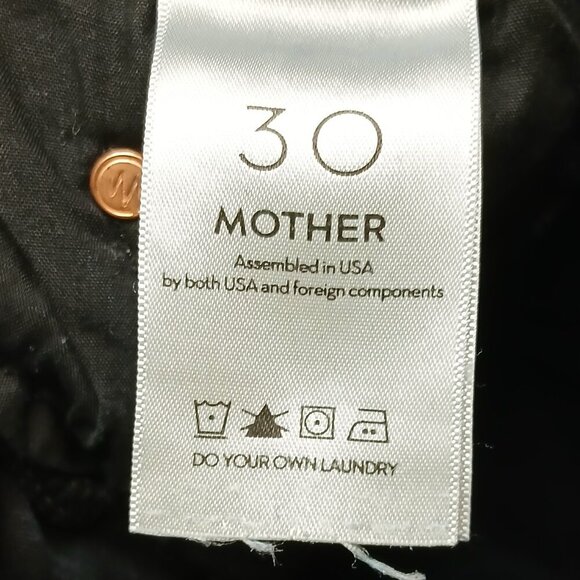 30
MOTHER
Assembled in USA
by both USA and foreign components
DO YOUR OWN LAUNDRY
M